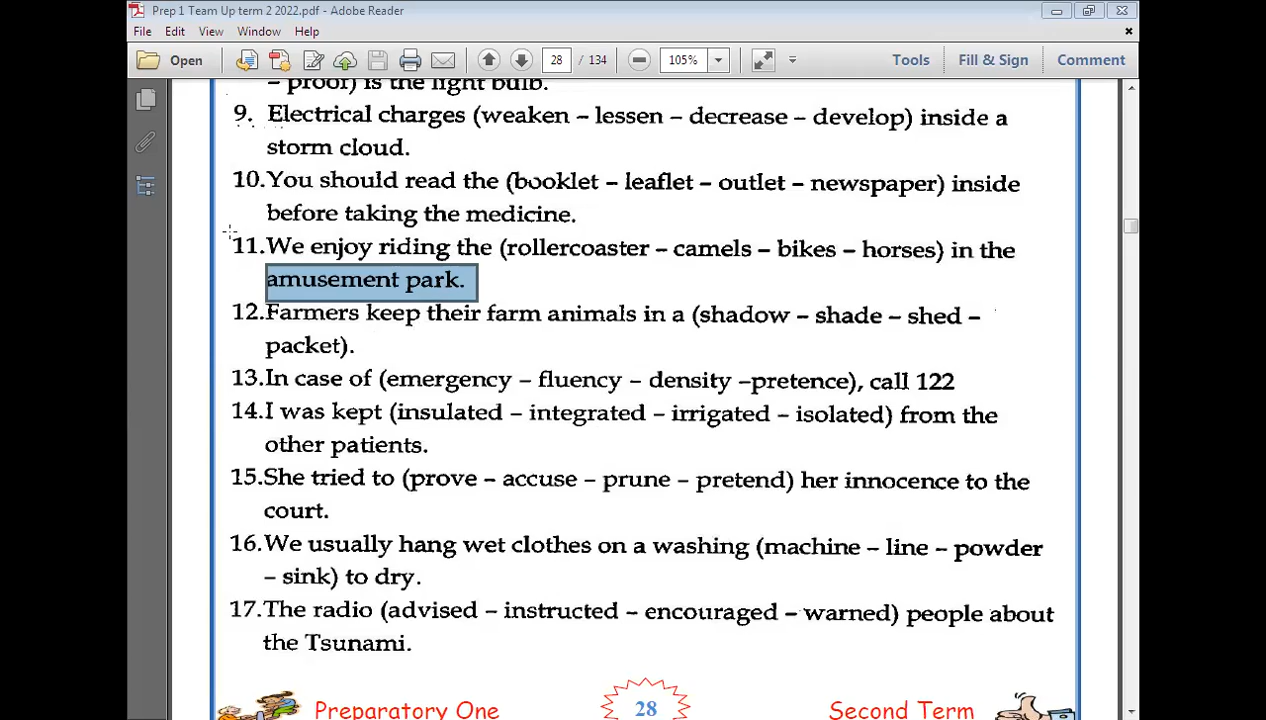 Prep 1 Team Up term 2 2022.pdf - Adobe Reader
File Edit View Window Help
Open 28 / 134 105% Tools Fill & Sign Comment
– proof) is the light bulb.
9. Electrical charges (weaken – lessen – decrease – develop) inside a
storm cloud.
10.You should read the (booklet – leaflet – outlet – newspaper) inside
before taking the medicine.
11.We enjoy riding the (rollercoaster – camels – bikes – horses) in the
amusement park.
12.Farmers keep their farm animals in a (shadow – shade – shed –
packet).
13.In case of (emergency – fluency – density –pretence), call 122
14.I was kept (insulated – integrated – irrigated – isolated) from the
other patients.
15.She tried to (prove – accuse – prune – pretend) her innocence to the
court.
16.We usually hang wet clothes on a washing (machine – line – powder
– sink) to dry.
17.The radio (advised – instructed – encouraged – warned) people about
the Tsunami.
Preparatory One 28 Second Term